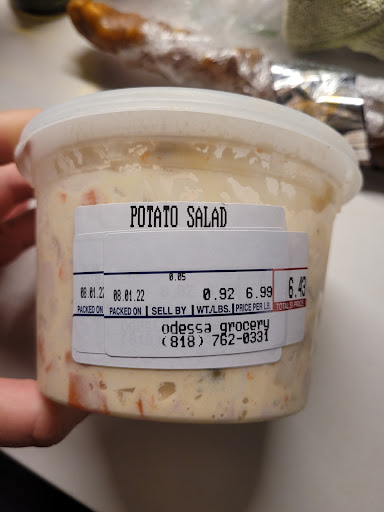 POTATO SALAD
0.05
08.01.22 08.01.22 0.92 6.99 6.43
PACKED ON PACKED ON SELL BY WT/LBS. PRICE PER LB. TOTAL $ PRICE
odessa grocery
(818) 762-0331